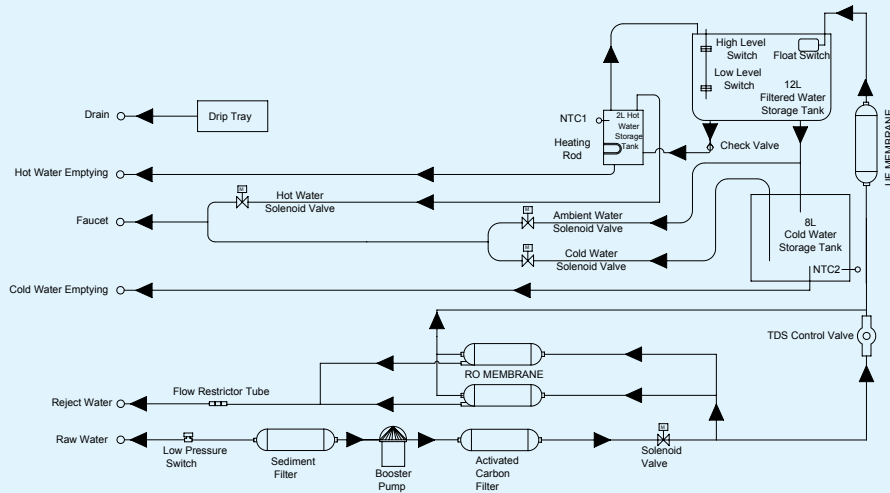 High Level
Switch
Float Switch
Low Level
Switch
12L
Filtered Water
Storage Tank
Drain
Drip Tray
NTC1
2L Hot
Water
Storage
Tank
Heating
Rod
Check Valve
UF MEMBRANE
Hot Water Emptying
M
Hot Water
Solenoid Valve
Faucet
M
Ambient Water
Solenoid Valve
8L
Cold Water
Storage Tank
M
Cold Water
Solenoid Valve
NTC2
Cold Water Emptying
TDS Control Valve
RO MEMBRANE
Flow Restrictor Tube
Reject Water
M
Raw Water
Low Pressure
Switch
Sediment
Filter
Booster
Pump
Activated
Carbon
Filter
Solenoid
Valve